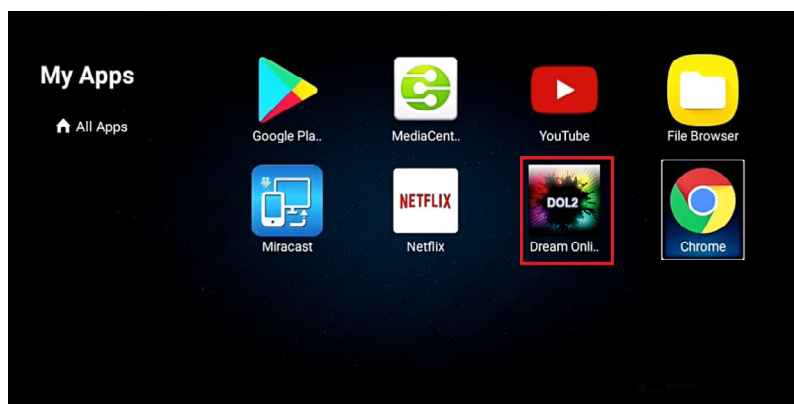 My Apps
All Apps
Google Pla..
MediaCent..
YouTube
File Browser
NETFLIX
DOL2
Miracast
Netflix
Dream Onli..
Chrome